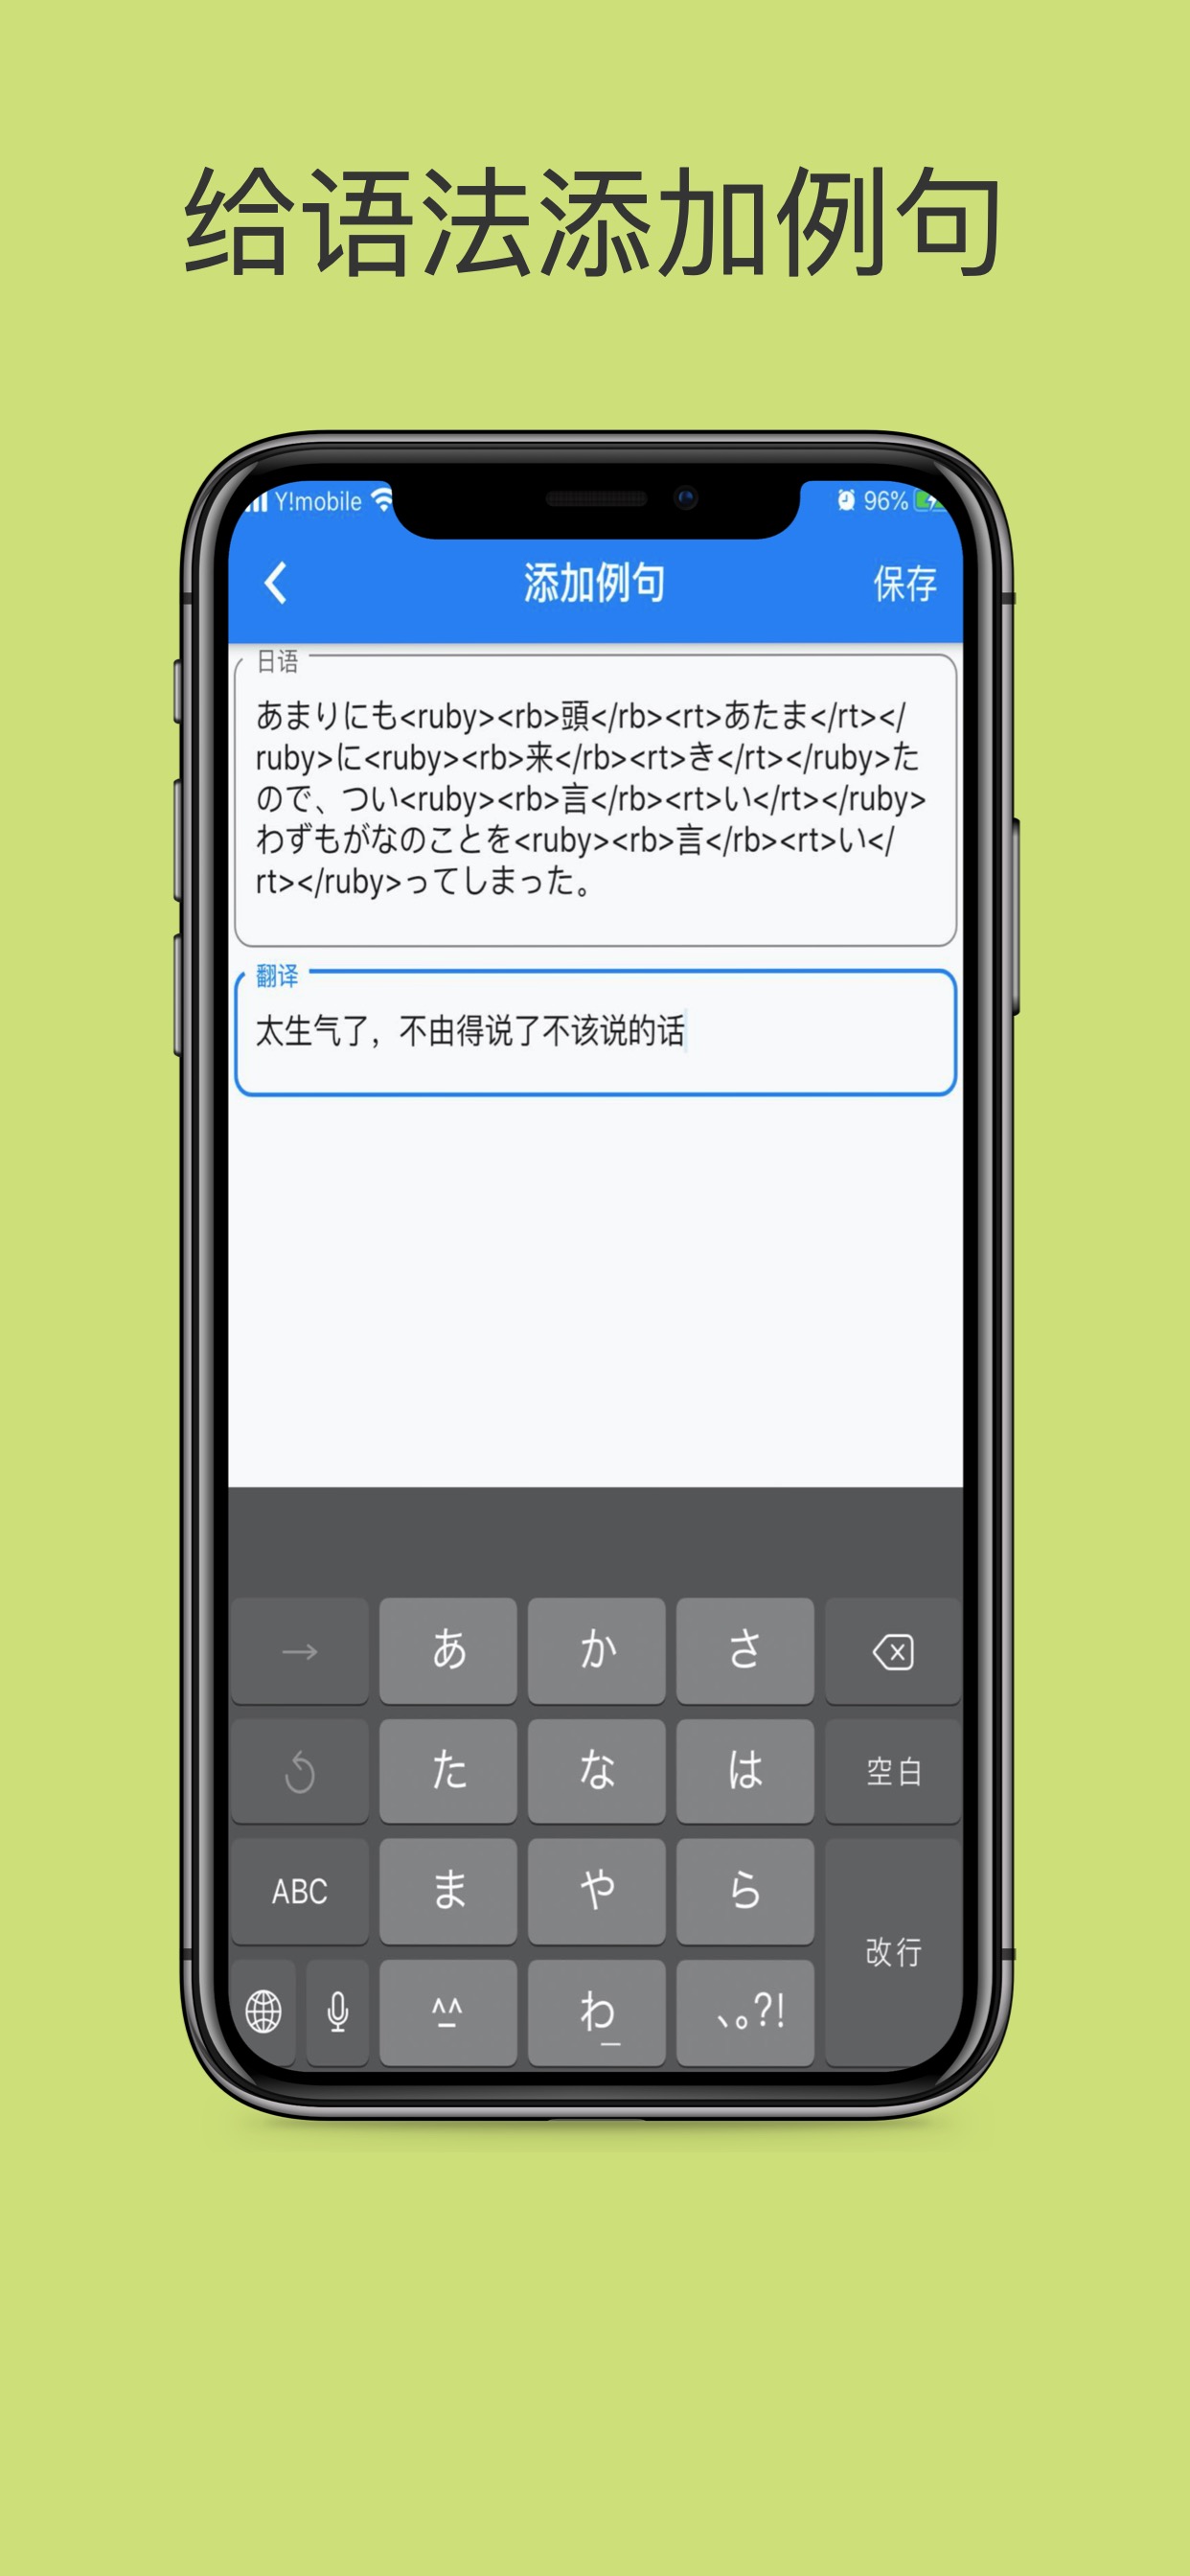 给语法添加例句
Y!mobile 96%
添加例句 保存
日语
あまりにも<ruby><rb>頭</rb><rt>あたま</rt></
ruby>に<ruby><rb>来</rb><rt>き</rt></ruby>た
ので、つい<ruby><rb>言</rb><rt>い</rt></ruby>
わずもがなのことを<ruby><rb>言</rb><rt>い</
rt></ruby>ってしまった。
翻译
太生气了，不由得说了不该说的话
→ あ か さ
た な は 空白
ABC ま や ら
改行
^^ わ_ 、。?!